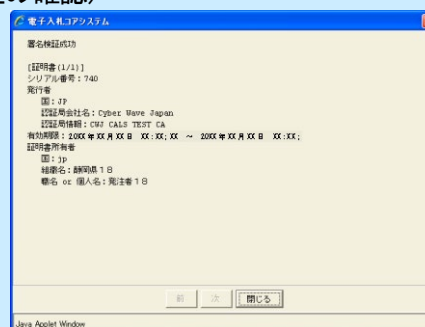 の確認)
電子入札コアシステム
署名検証成功
[証明書(1/1)]
シリアル番号：740
発行者
国：JP
認証局会社名：Cyber Wave Japan
認証局情報：CWJ CALS TEST CA
有効期限：20XX年XX月XX日 XX:XX;XX ～ 20XX年XX月XX日 XX:XX;
証明書所有者
国：jp
組織名：静岡県１８
職名 or 個人名：発注者１８
前 次 閉じる
Java Applet Window